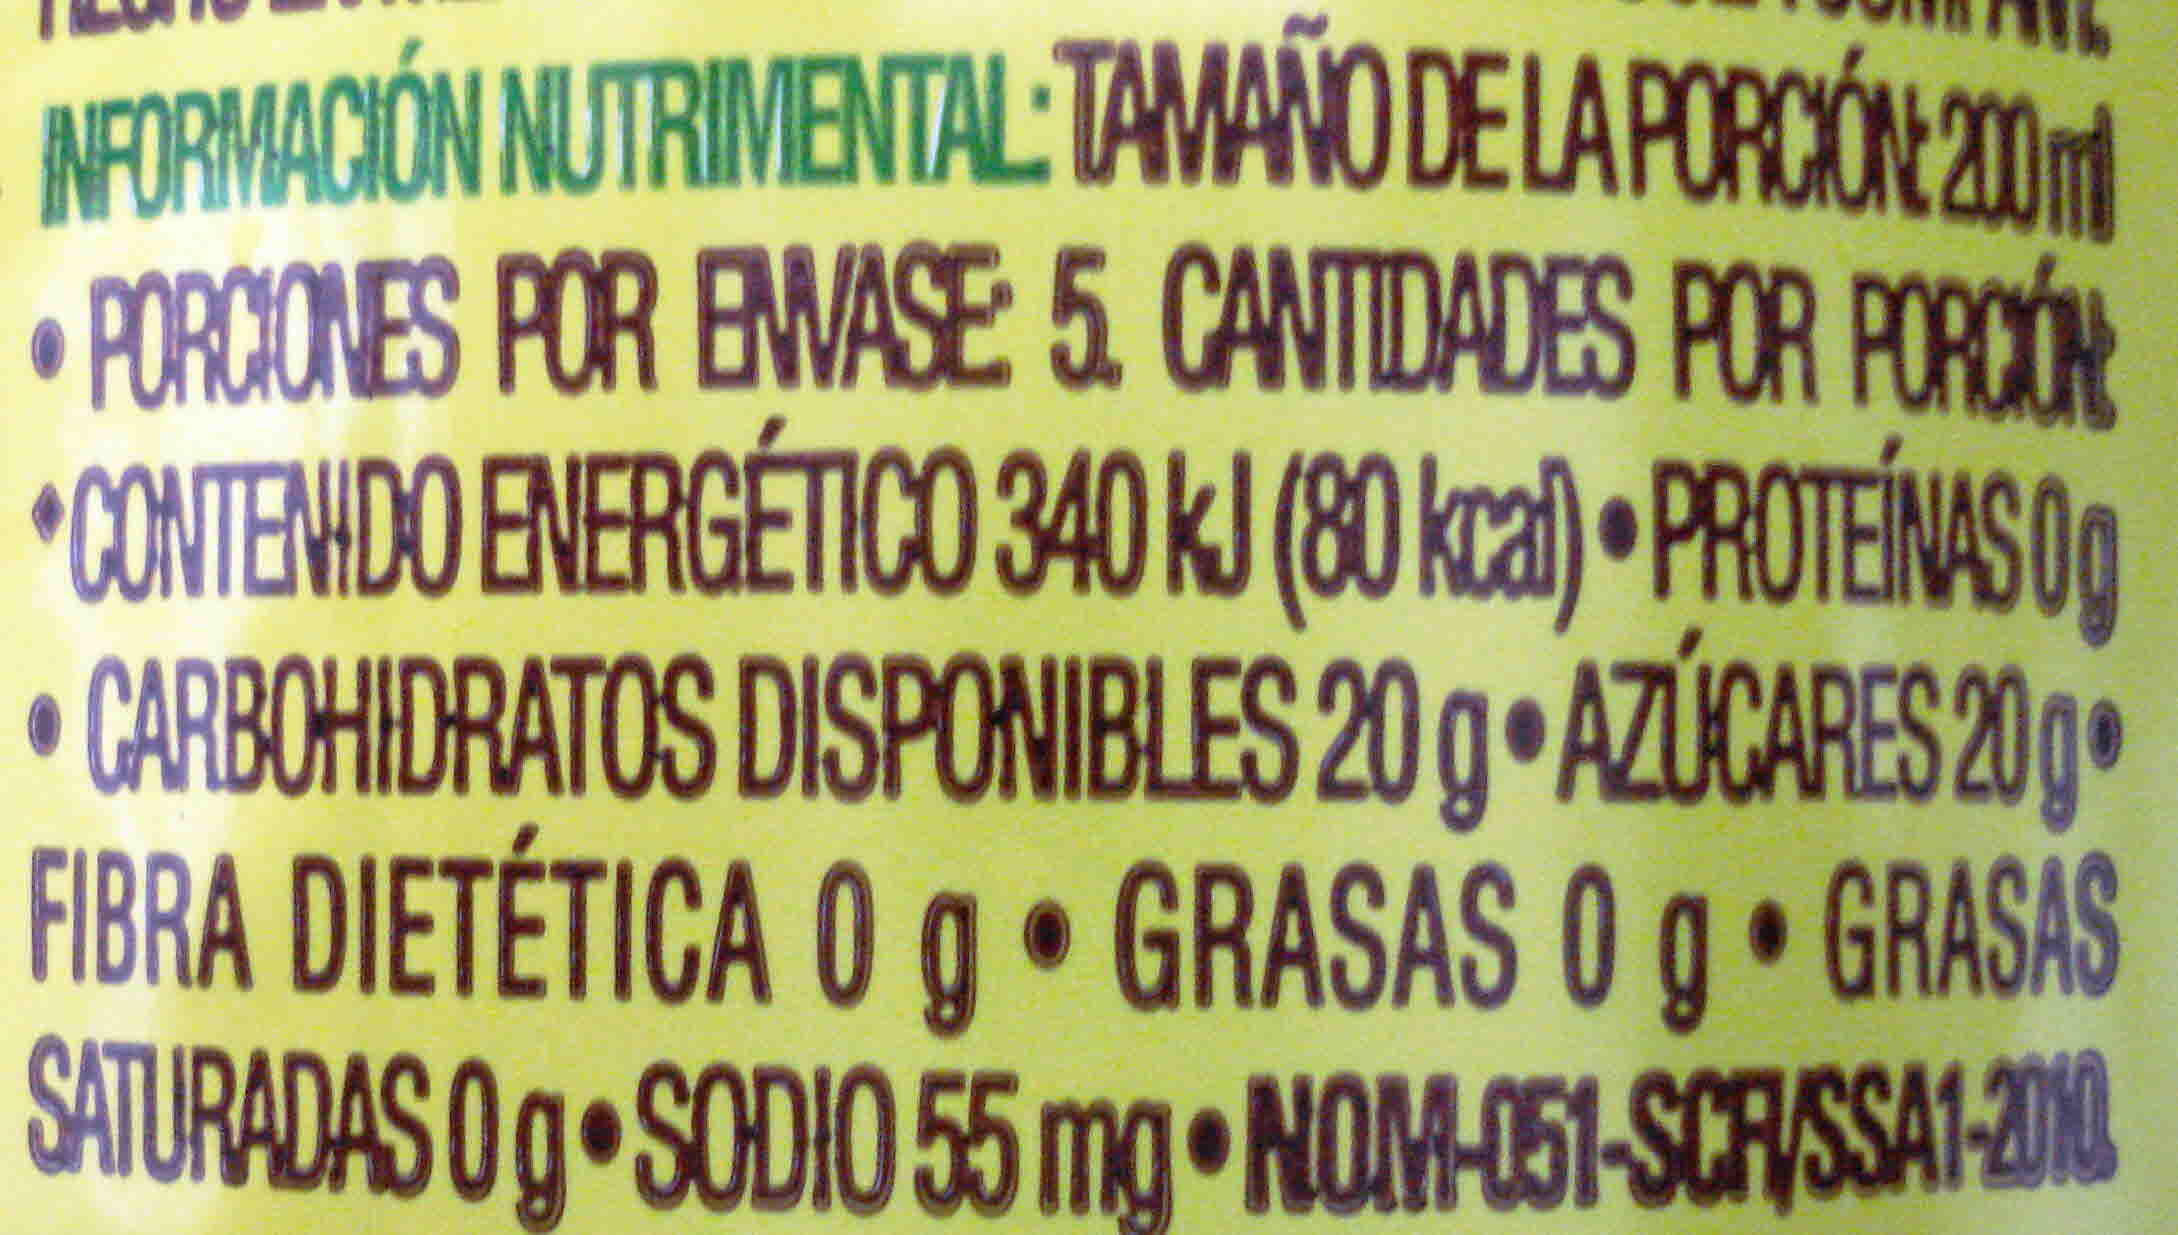 INFORMACIÓN NUTRIMENTAL: TAMAÑO DE LA PORCIÓN: 200 ml
• PORCIONES POR ENVASE: 5. CANTIDADES POR PORCIÓN:
• CONTENIDO ENERGÉTICO 340 kJ (80 kcal) • PROTEÍNAS 0 g
• CARBOHIDRATOS DISPONIBLES 20 g • AZÚCARES 20 g •
FIBRA DIETÉTICA 0 g • GRASAS 0 g • GRASAS
SATURADAS 0 g • SODIO 55 mg • NOM-051-SCFI/SSA1-2010.